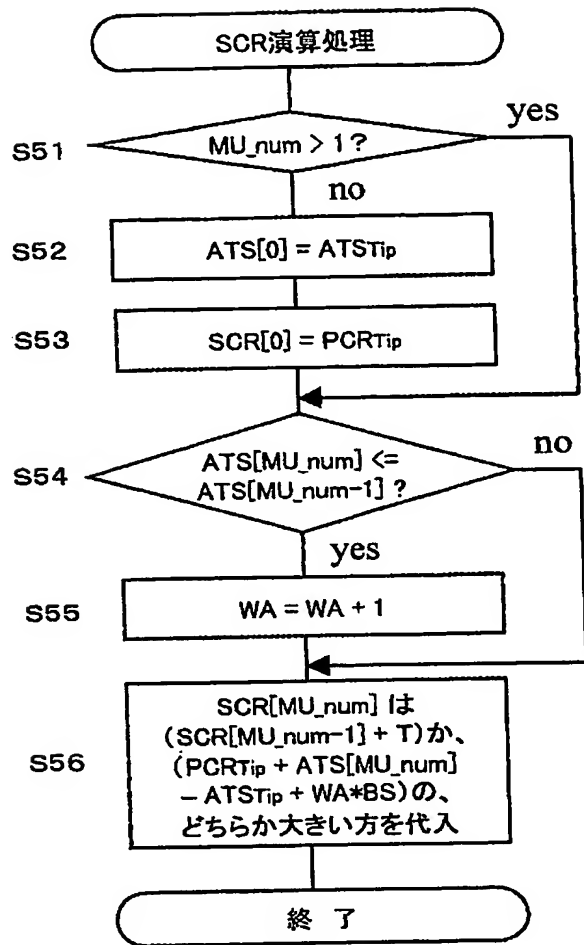 SCR演算処理
yes
S51
MU_num > 1?
no
S52
ATS[0] = ATSTip
S53
SCR[0] = PCRTip
no
S54
ATS[MU_num] <=
ATS[MU_num-1] ?
yes
S55
WA = WA + 1
S56
SCR[MU_num] は
(SCR[MU_num-1] + T)か、
(PCRTip + ATS[MU_num]
– ATSTip + WA*BS)の、
どちらか大きい方を代入
終 了